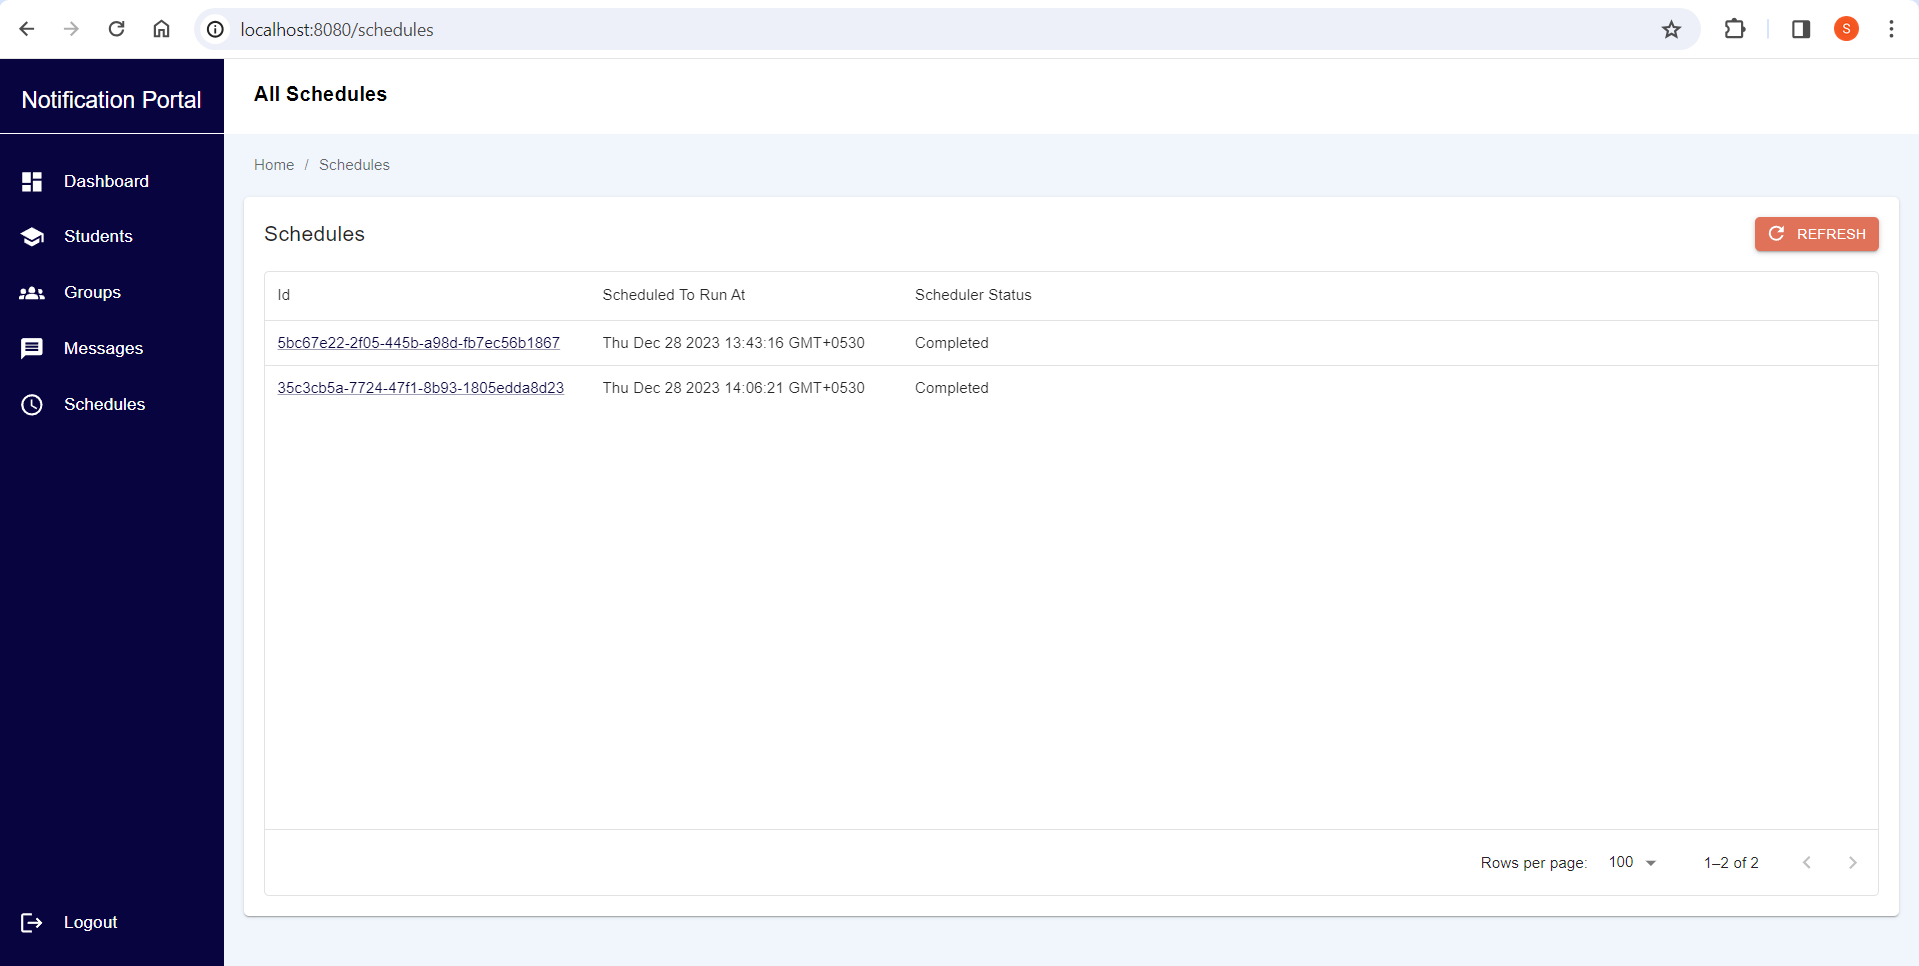 localhost:8080/schedules
S
Notification Portal
All Schedules
Home / Schedules
Dashboard
Students
Groups
Messages
Schedules
Logout
Schedules
REFRESH
Id Scheduled To Run At Scheduler Status
5bc67e22-2f05-445b-a98d-fb7ec56b1867 Thu Dec 28 2023 13:43:16 GMT+0530 Completed
35c3cb5a-7724-47f1-8b93-1805edda8d23 Thu Dec 28 2023 14:06:21 GMT+0530 Completed
Rows per page: 100 1–2 of 2